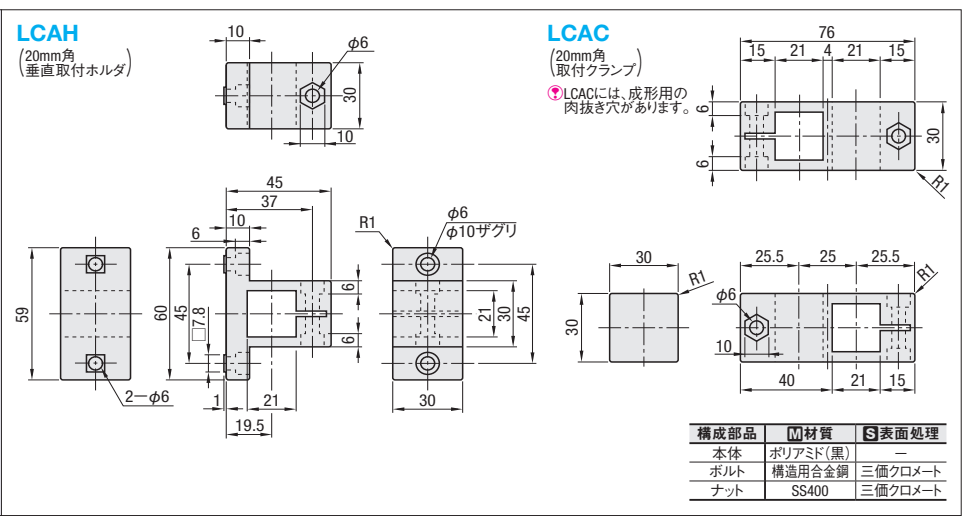 LCAH
(20mm角
垂直取付ホルダ)
10
φ6
30
10
45
37
10
6
59
60
45
□7.8
2−φ6
1
21
19.5
6
6
R1
φ6
φ10ザグリ
21
30
45
30
LCAC
(20mm角
取付クランプ)
LCACには、成形用の
肉抜き穴があります。
76
15 21 4 21 15
6
6
30
R1
30
R1
30
25.5 25 25.5
R1
φ6
10
40 21 15
構成部品 M材質 S表面処理
本体 ポリアミド(黒) −
ボルト 構造用合金鋼 三価クロメート
ナット SS400 三価クロメート